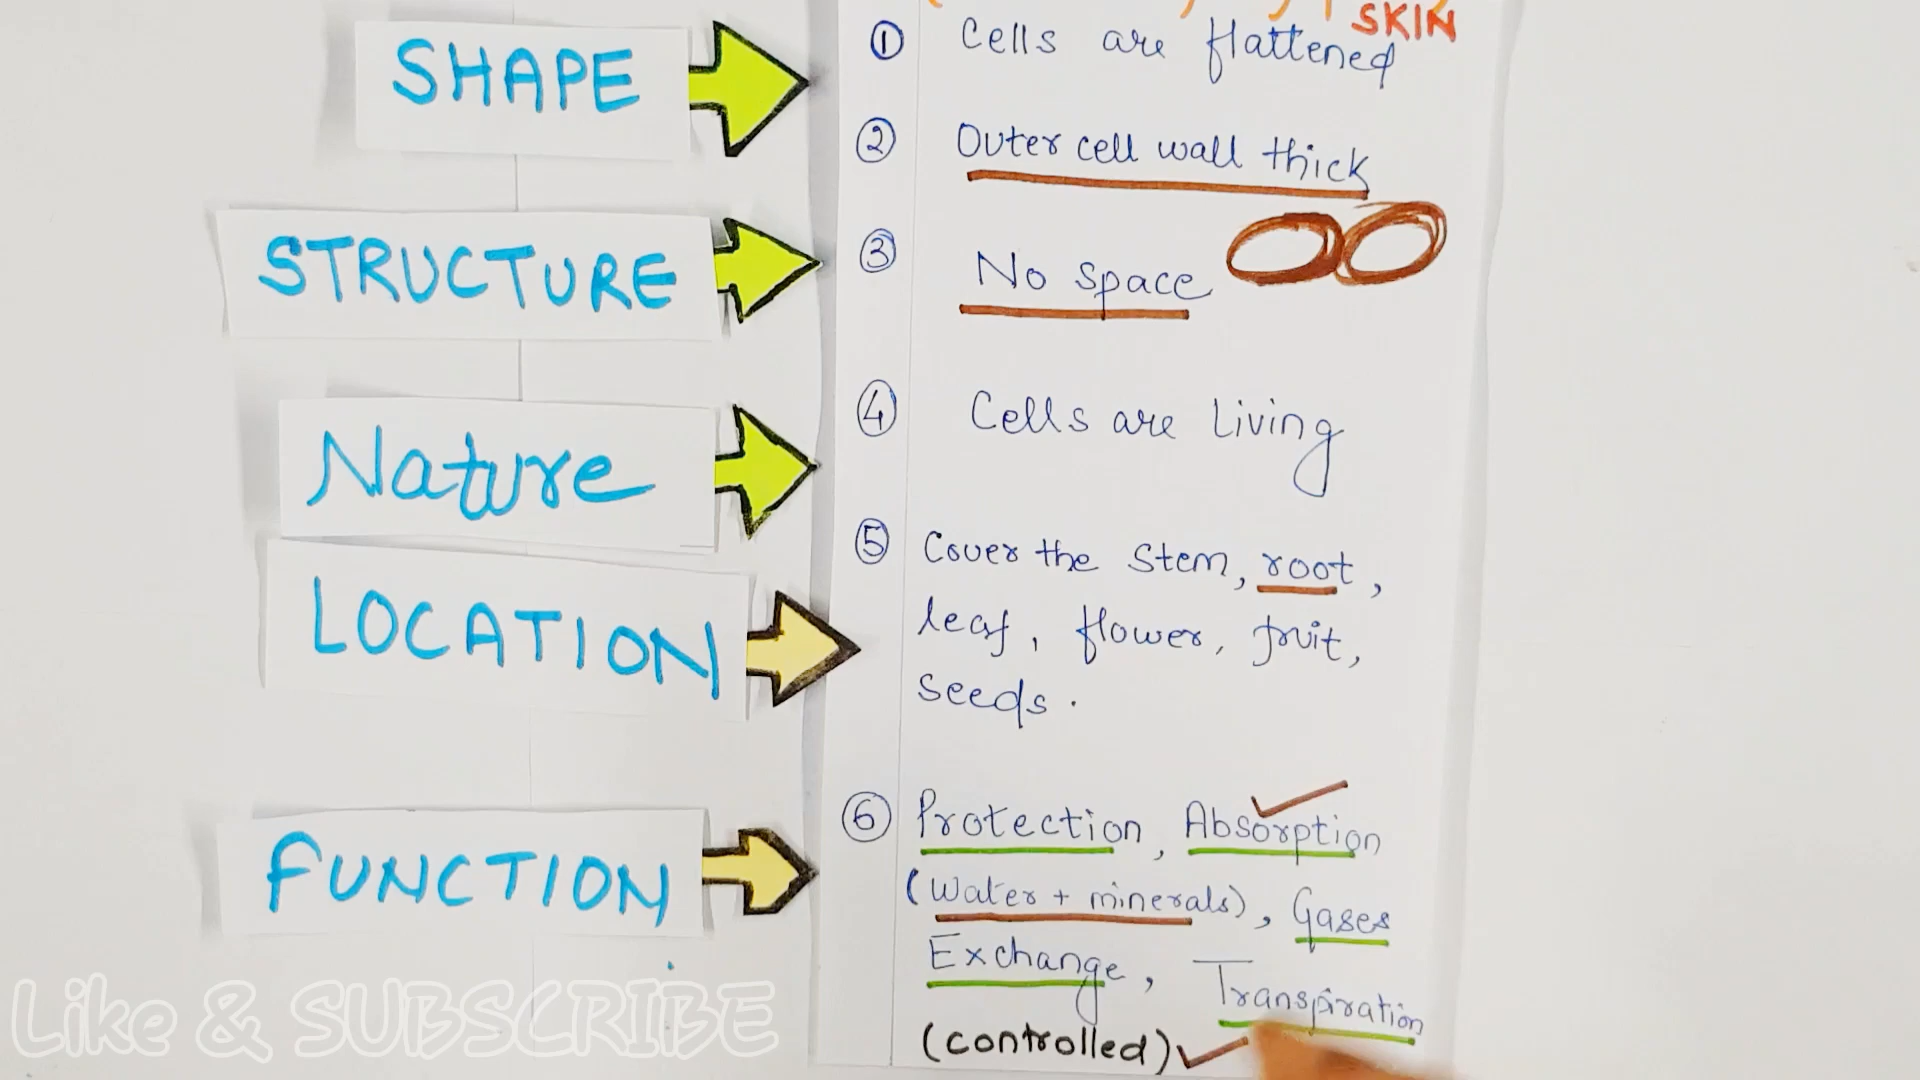 SKIN
SHAPE
① Cells are flattened
② Outer cell wall thick
STRUCTURE
③ No space
Nature
④ Cells are Living
LOCATION
⑤ Cover the Stem, root,
leaf, flower, fruit,
seeds.
FUNCTION
⑥ Protection, Absorption
(Water + minerals), Gases
Exchange, Transpiration
(controlled)
Like & SUBSCRIBE